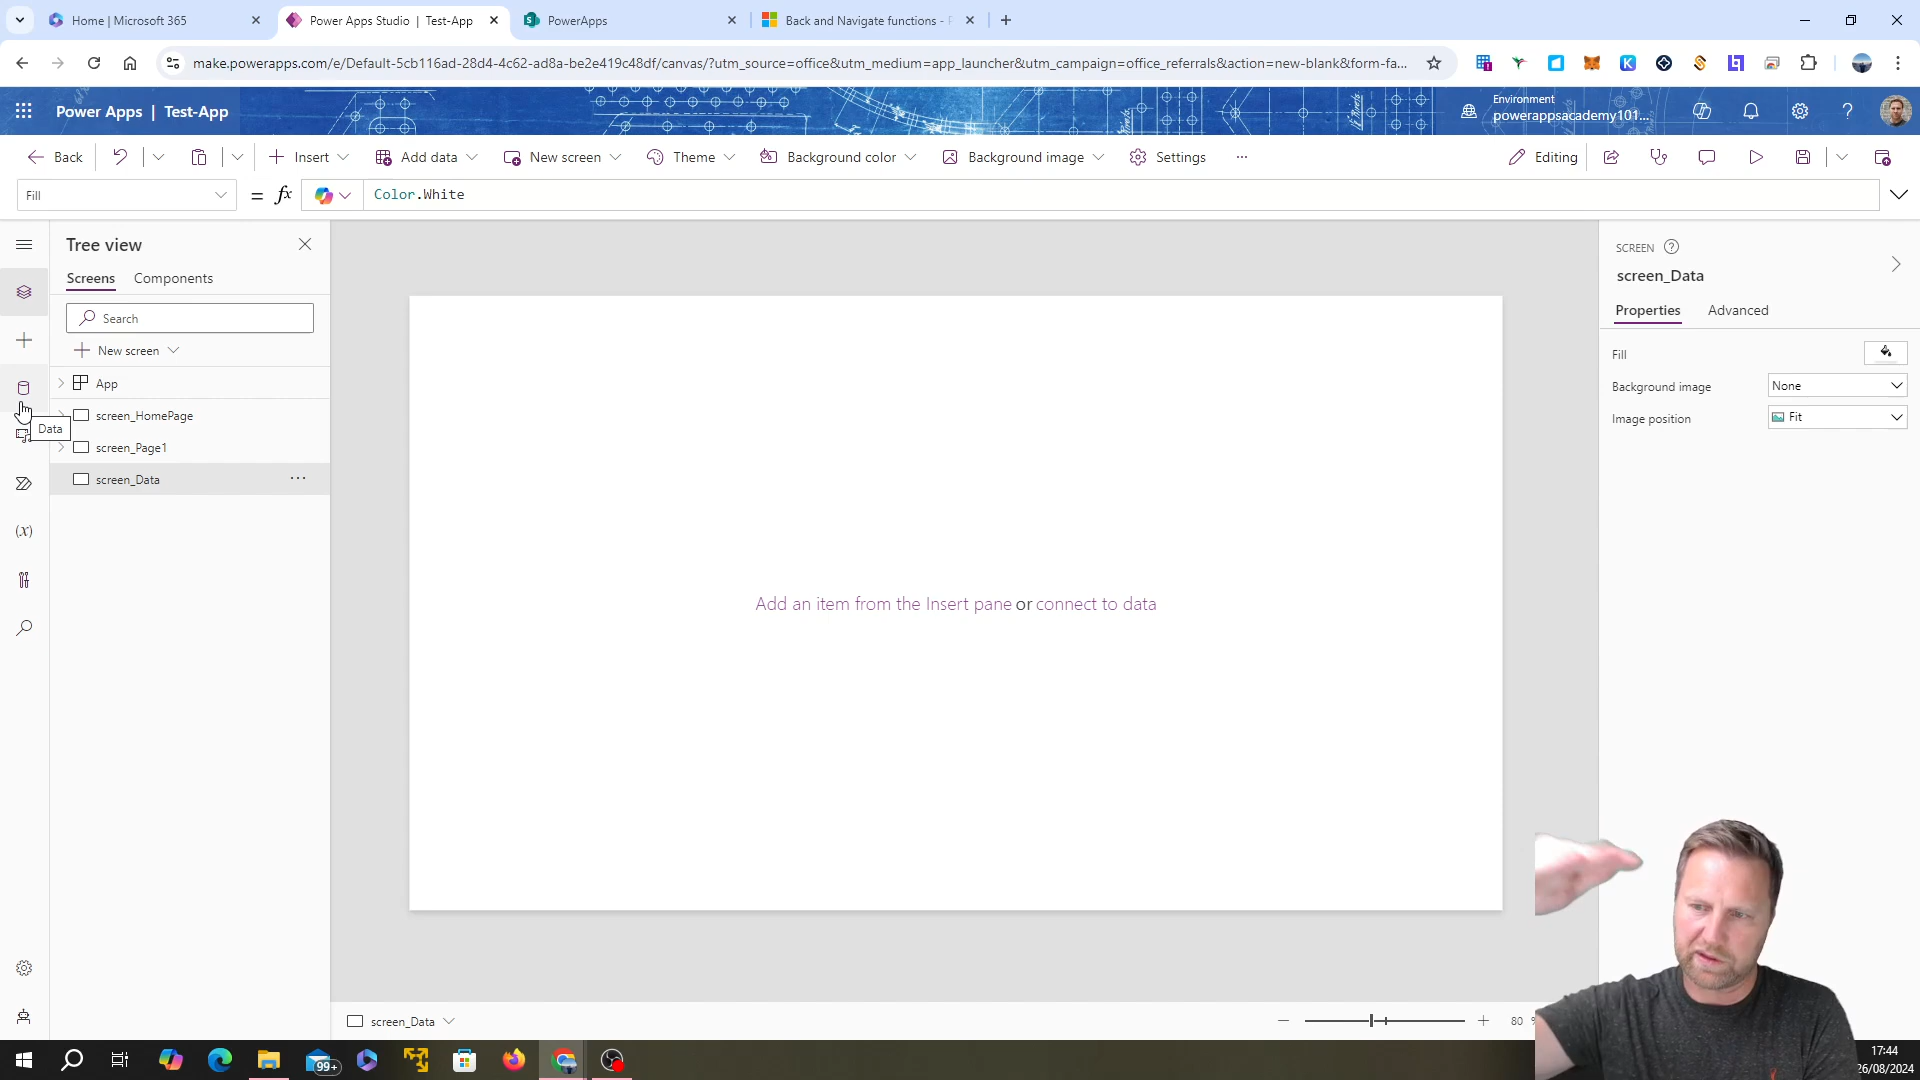 Home | Microsoft 365
Power Apps Studio | Test-App
PowerApps
Back and Navigate functions -
make.powerapps.com/e/Default-5cb116ad-28d4-4c62-ad8a-be2e419c48df/canvas/?utm_source=office&utm_medium=app_launcher&utm_campaign=office_referrals&action=new-blank&form-fa...
Power Apps | Test-App
Environment
powerappsacademy101...
Back
Insert
Add data
New screen
Theme
Background color
Background image
Settings
...
Editing
Fill
= fx
Color.White
Tree view
Screens
Components
Search
New screen
App
screen_HomePage
Data
screen_Page1
screen_Data
...
(x)
Add an item from the Insert pane or connect to data
SCREEN
screen_Data
Properties
Advanced
Fill
Background image
None
Image position
Fit
screen_Data
80
99+
17:44
26/08/2024